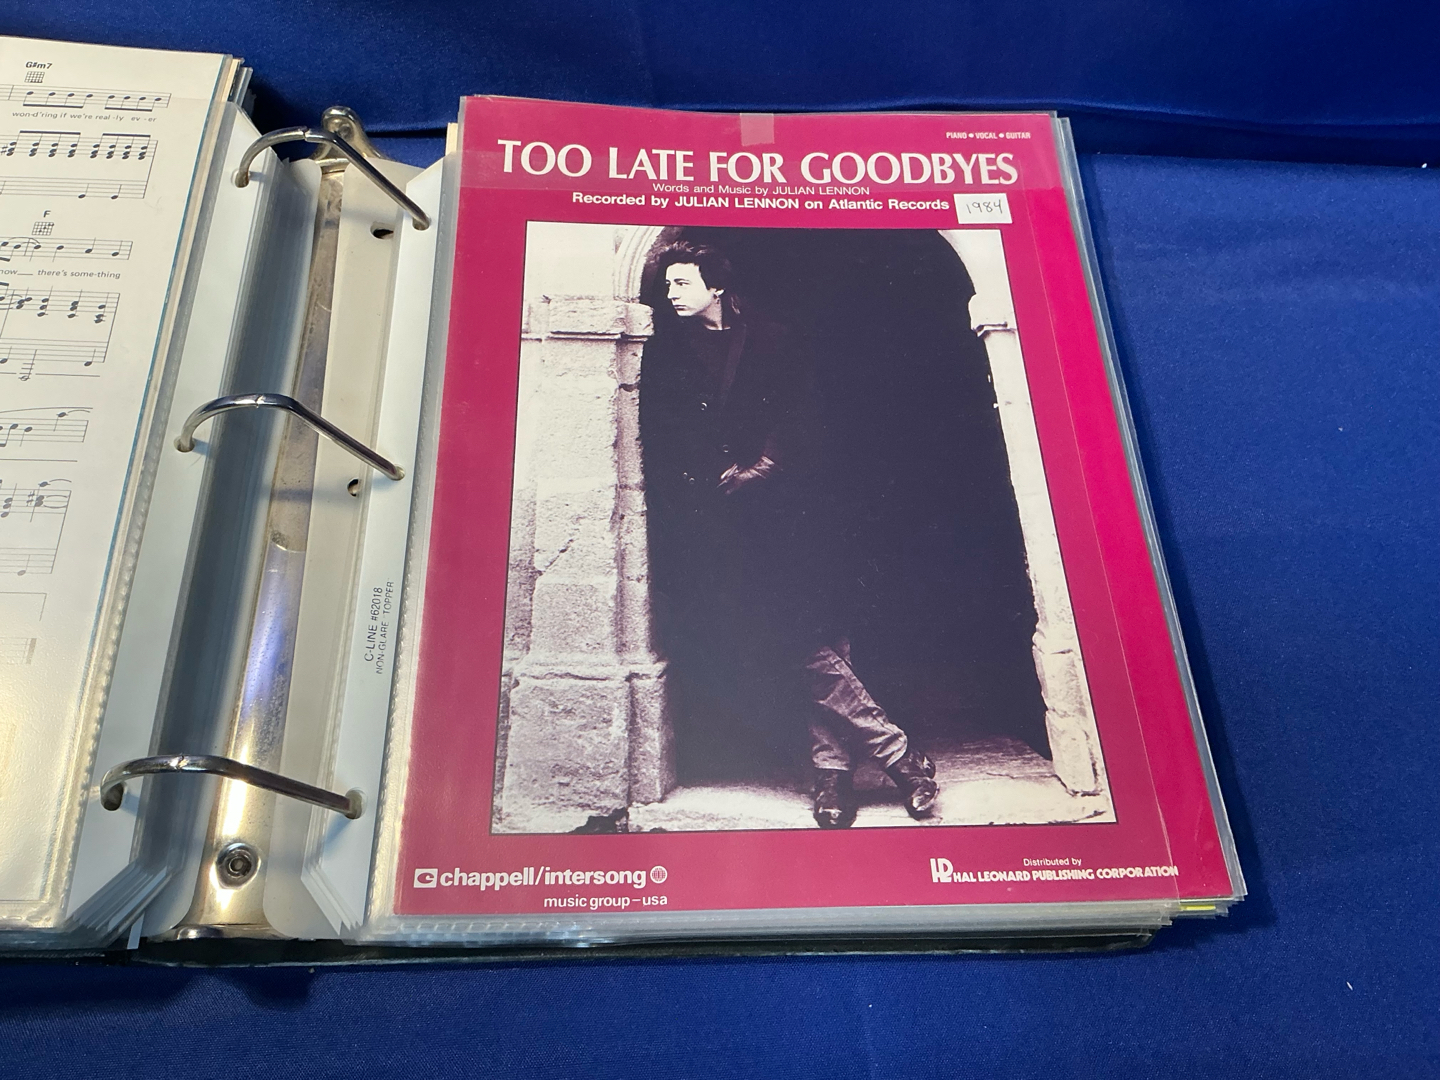 G#m7
won-d'ring if we're real-ly ev-er
F
there's some-thing
C-LINE #62018
NON-GLARE TOPPER
PIANO • VOCAL • GUITAR
TOO LATE FOR GOODBYES
Words and Music by JULIAN LENNON
Recorded by JULIAN LENNON on Atlantic Records
1984
chappell/intersong
music group–usa
Distributed by
HAL LEONARD PUBLISHING CORPORATION